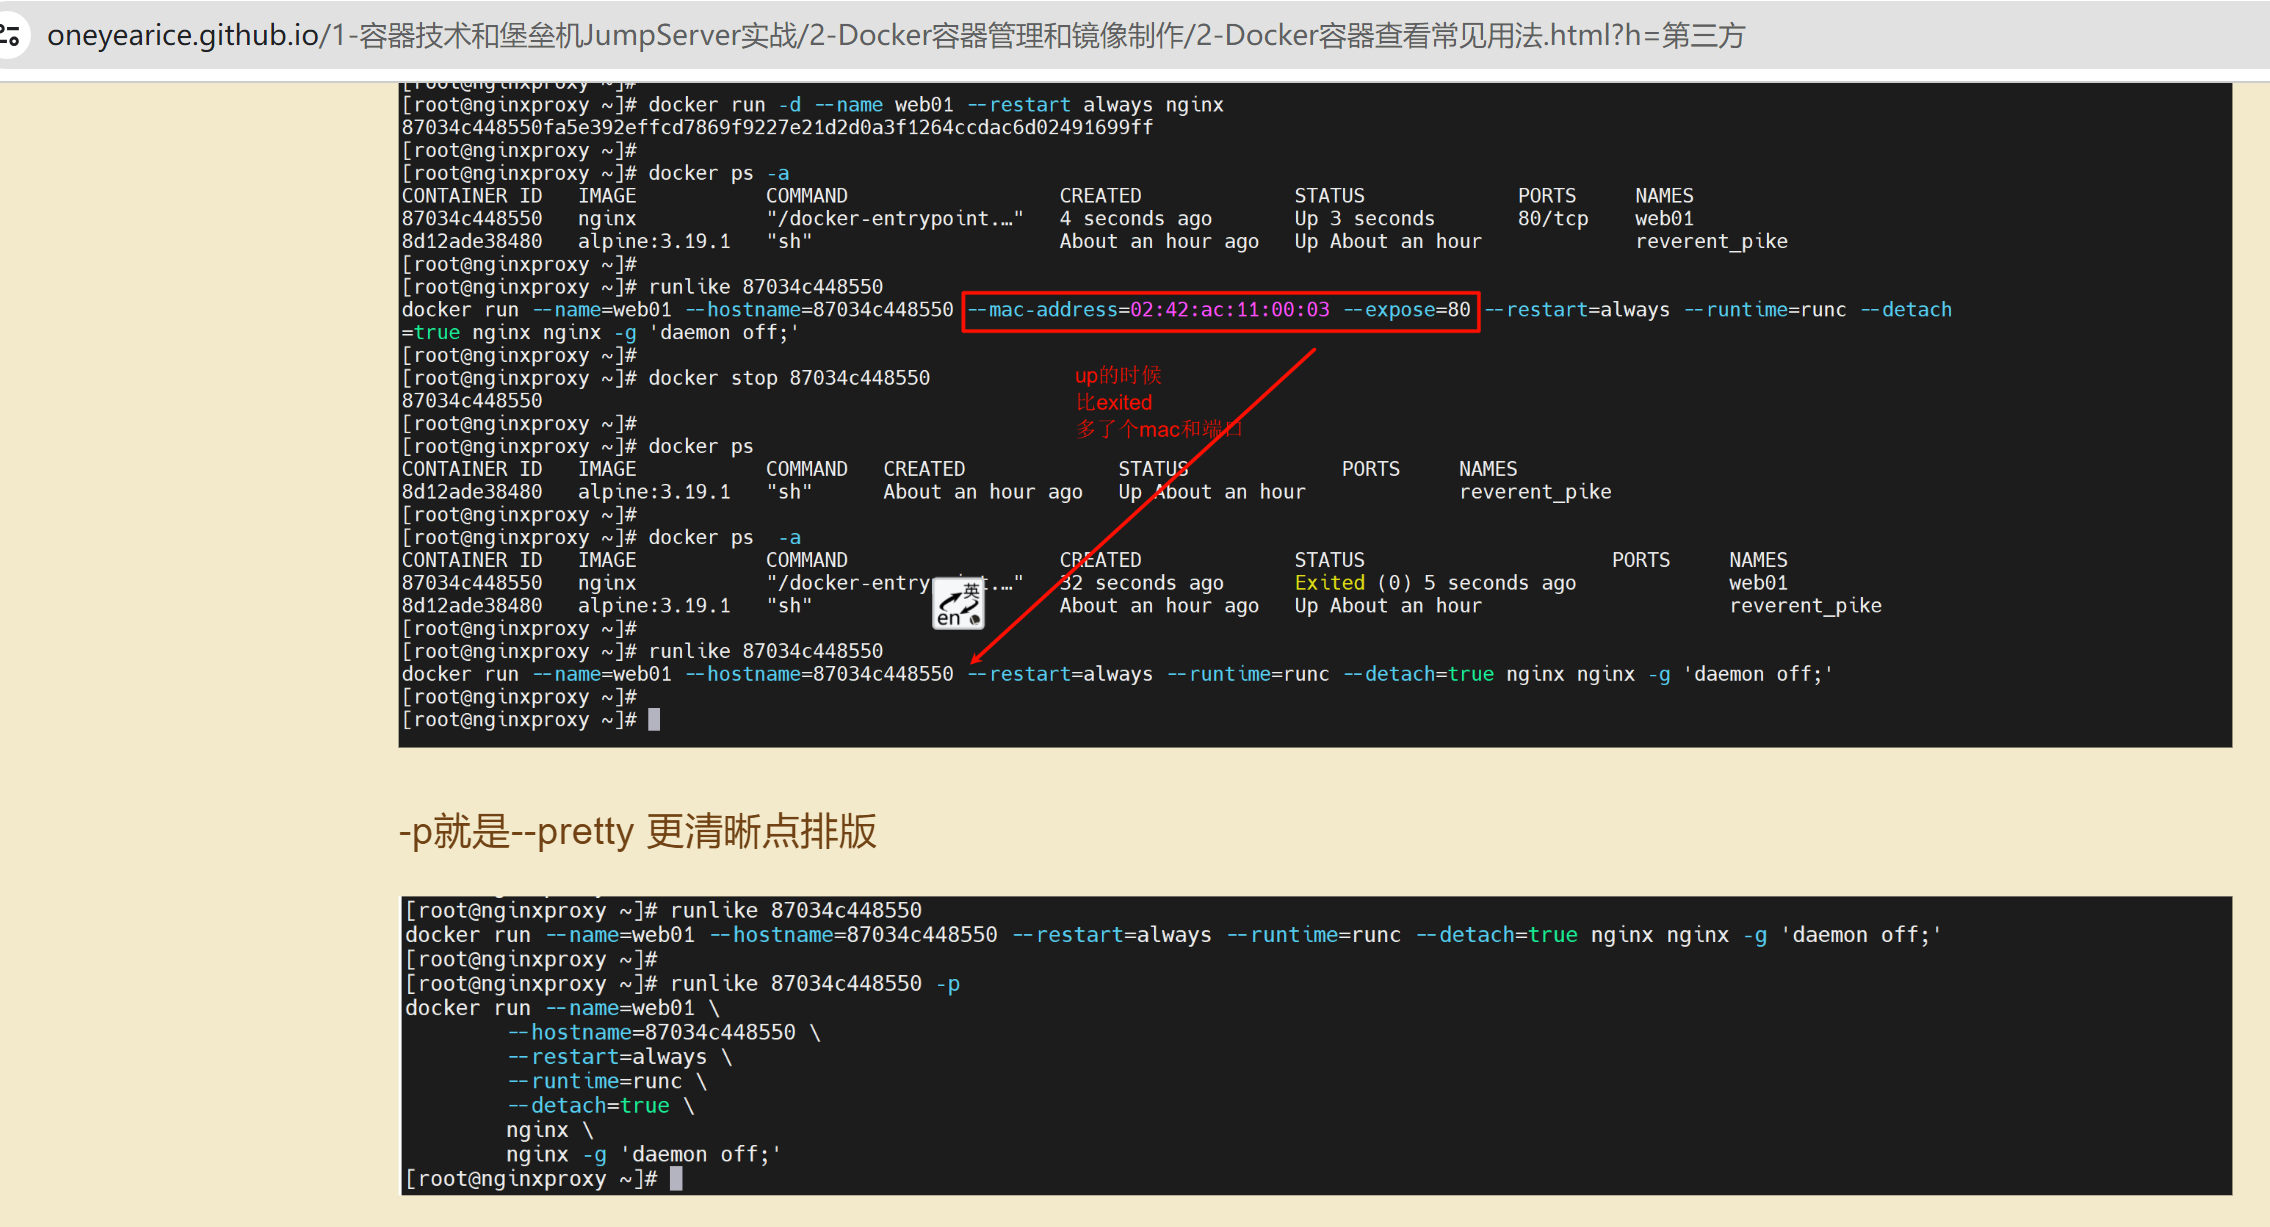 oneyearice.github.io/1-容器技术和堡垒机JumpServer实战/2-Docker容器管理和镜像制作/2-Docker容器查看常见用法.html?h=第三方
[root@nginxproxy ~]#
[root@nginxproxy ~]# docker run -d --name web01 --restart always nginx
87034c448550fa5e392effcd7869f9227e21d2d0a3f1264ccdac6d02491699ff
[root@nginxproxy ~]#
[root@nginxproxy ~]# docker ps -a
CONTAINER ID   IMAGE           COMMAND                  CREATED             STATUS             PORTS     NAMES
87034c448550   nginx           "/docker-entrypoint.…"   4 seconds ago       Up 3 seconds       80/tcp    web01
8d12ade38480   alpine:3.19.1   "sh"                     About an hour ago   Up About an hour             reverent_pike
[root@nginxproxy ~]#
[root@nginxproxy ~]# runlike 87034c448550
docker run --name=web01 --hostname=87034c448550 --mac-address=02:42:ac:11:00:03 --expose=80 --restart=always --runtime=runc --detach
=true nginx nginx -g 'daemon off;'
[root@nginxproxy ~]#
[root@nginxproxy ~]# docker stop 87034c448550
87034c448550
up的时候
比exited
多了个mac和端口
[root@nginxproxy ~]#
[root@nginxproxy ~]# docker ps
CONTAINER ID   IMAGE           COMMAND   CREATED             STATUS             PORTS     NAMES
8d12ade38480   alpine:3.19.1   "sh"      About an hour ago   Up About an hour             reverent_pike
[root@nginxproxy ~]#
[root@nginxproxy ~]# docker ps  -a
CONTAINER ID   IMAGE           COMMAND                  CREATED             STATUS                     PORTS     NAMES
87034c448550   nginx           "/docker-entrypoint.…"   32 seconds ago      Exited (0) 5 seconds ago             web01
8d12ade38480   alpine:3.19.1   "sh"                     About an hour ago   Up About an hour                     reverent_pike
英
en
[root@nginxproxy ~]#
[root@nginxproxy ~]# runlike 87034c448550
docker run --name=web01 --hostname=87034c448550 --restart=always --runtime=runc --detach=true nginx nginx -g 'daemon off;'
[root@nginxproxy ~]#
[root@nginxproxy ~]#
-p就是--pretty 更清晰点排版
[root@nginxproxy ~]# runlike 87034c448550
docker run --name=web01 --hostname=87034c448550 --restart=always --runtime=runc --detach=true nginx nginx -g 'daemon off;'
[root@nginxproxy ~]#
[root@nginxproxy ~]# runlike 87034c448550 -p
docker run --name=web01 \
--hostname=87034c448550 \
--restart=always \
--runtime=runc \
--detach=true \
nginx \
nginx -g 'daemon off;'
[root@nginxproxy ~]#